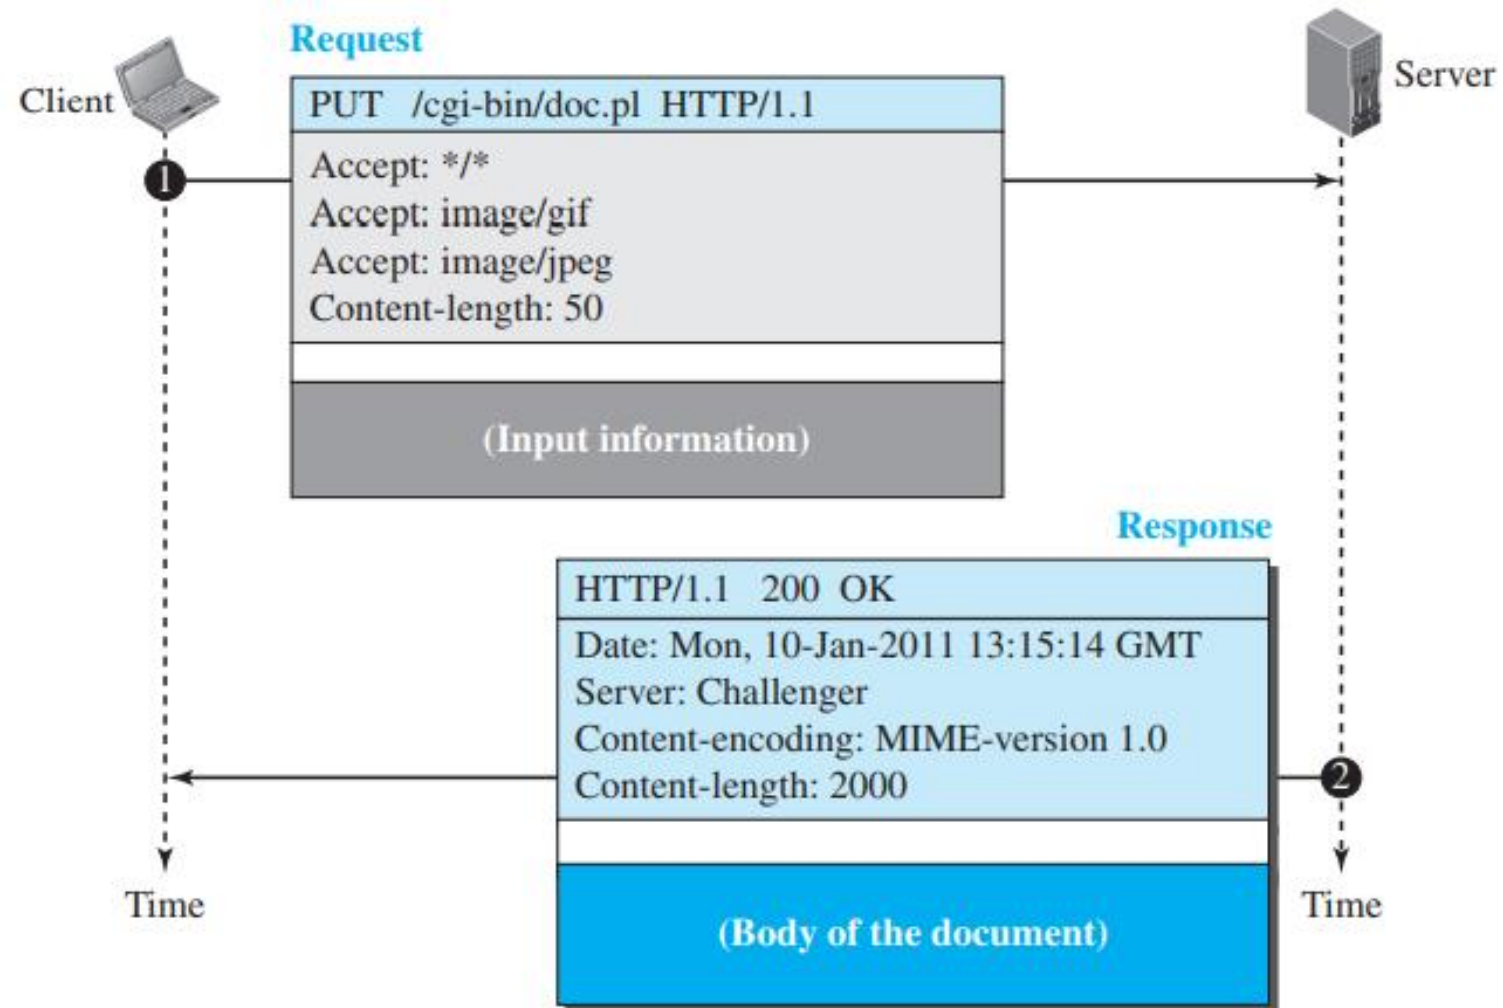 Request
Client
Server
PUT /cgi-bin/doc.pl HTTP/1.1
1
Accept: */*
Accept: image/gif
Accept: image/jpeg
Content-length: 50
(Input information)
Response
HTTP/1.1 200 OK
Date: Mon, 10-Jan-2011 13:15:14 GMT
Server: Challenger
Content-encoding: MIME-version 1.0
Content-length: 2000
2
Time
Time
(Body of the document)